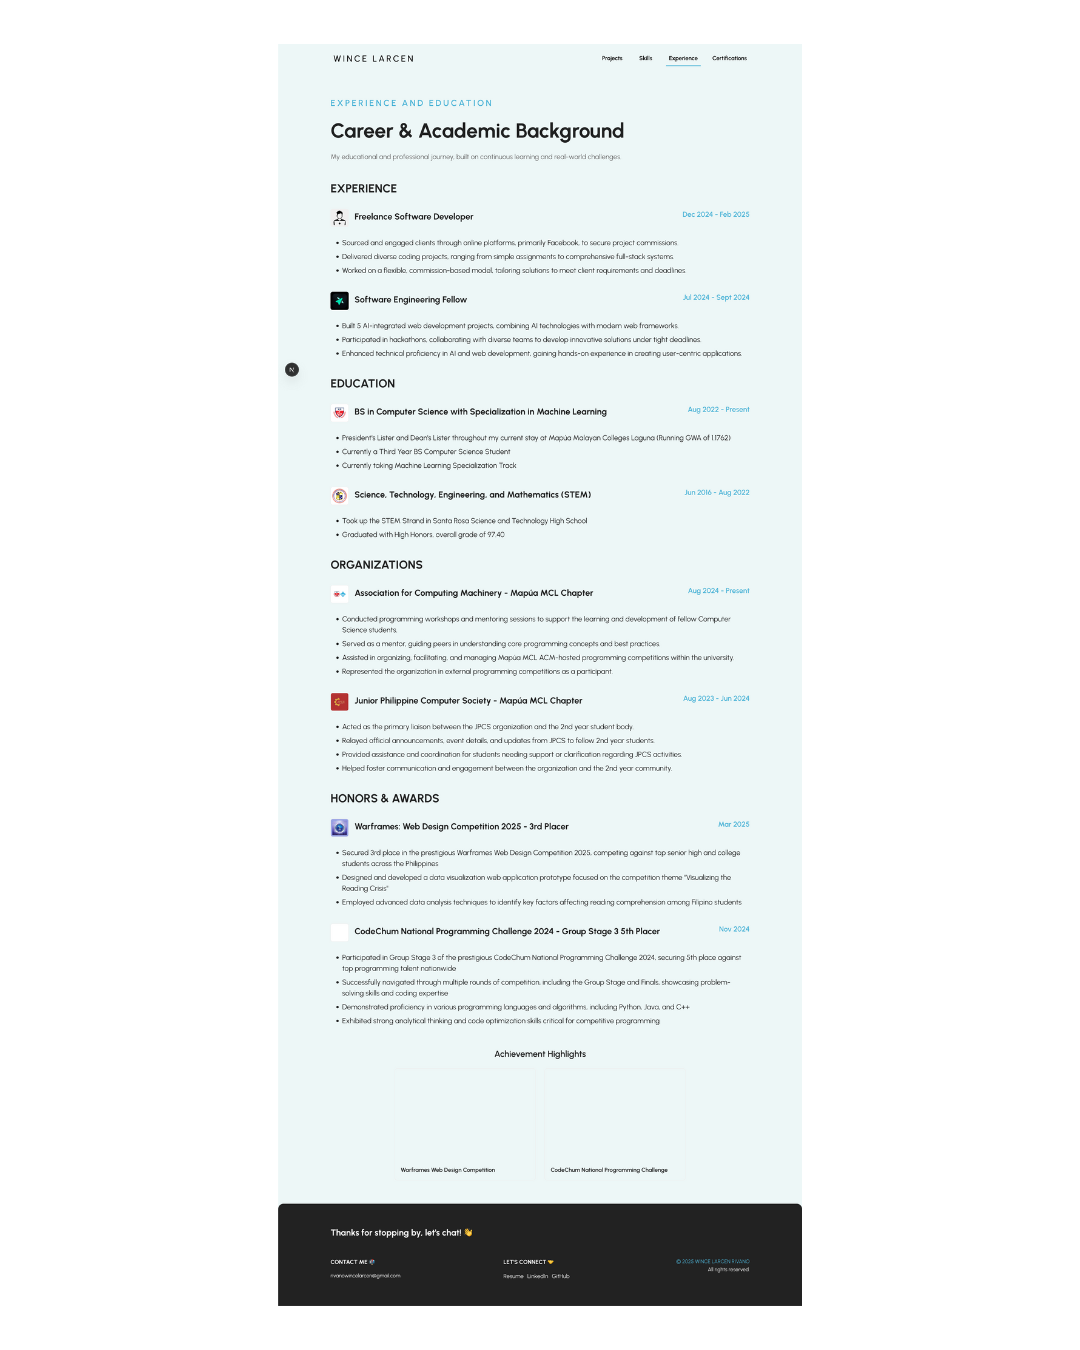 WINCE LARCEN
Projects Skills Experience Certifications
EXPERIENCE AND EDUCATION
Career & Academic Background
My educational and professional journey, built on continuous learning and real-world challenges.
EXPERIENCE
Freelance Software Developer
Dec 2024 - Feb 2025
• Sourced and engaged clients through online platforms, primarily Facebook, to secure project commissions.
• Delivered diverse coding projects, ranging from simple assignments to comprehensive full-stack systems.
• Worked on a flexible, commission-based model, tailoring solutions to meet client requirements and deadlines.
Software Engineering Fellow
Jul 2024 - Sept 2024
• Built 5 AI-integrated web development projects, combining AI technologies with modern web frameworks.
• Participated in hackathons, collaborating with diverse teams to develop innovative solutions under tight deadlines.
• Enhanced technical proficiency in AI and web development, gaining hands-on experience in creating user-centric applications.
N
EDUCATION
BS in Computer Science with Specialization in Machine Learning
Aug 2022 - Present
• President's Lister and Dean's Lister throughout my current stay at Mapúa Malayan Colleges Laguna (Running GWA of 1.1762)
• Currently a Third Year BS Computer Science Student
• Currently taking Machine Learning Specialization Track
Science, Technology, Engineering, and Mathematics (STEM)
Jun 2016 - Aug 2022
• Took up the STEM Strand in Santa Rosa Science and Technology High School
• Graduated with High Honors, overall grade of 97.40
ORGANIZATIONS
Association for Computing Machinery - Mapúa MCL Chapter
Aug 2024 - Present
• Conducted programming workshops and mentoring sessions to support the learning and development of fellow Computer
Science students.
• Served as a mentor, guiding peers in understanding core programming concepts and best practices.
• Assisted in organizing, facilitating, and managing Mapúa MCL ACM-hosted programming competitions within the university.
• Represented the organization in external programming competitions as a participant.
Junior Philippine Computer Society - Mapúa MCL Chapter
Aug 2023 - Jun 2024
• Acted as the primary liaison between the JPCS organization and the 2nd year student body.
• Relayed official announcements, event details, and updates from JPCS to fellow 2nd year students.
• Provided assistance and coordination for students needing support or clarification regarding JPCS activities.
• Helped foster communication and engagement between the organization and the 2nd year community.
HONORS & AWARDS
Warframes: Web Design Competition 2025 - 3rd Placer
Mar 2025
• Secured 3rd place in the prestigious Warframes Web Design Competition 2025, competing against top senior high and college
students across the Philippines
• Designed and developed a data visualization web application prototype focused on the competition theme "Visualizing the
Reading Crisis"
• Employed advanced data analysis techniques to identify key factors affecting reading comprehension among Filipino students
CodeChum National Programming Challenge 2024 - Group Stage 3 5th Placer
Nov 2024
• Participated in Group Stage 3 of the prestigious CodeChum National Programming Challenge 2024, securing 5th place against
top programming talent nationwide
• Successfully navigated through multiple rounds of competition, including the Group Stage and Finals, showcasing problem-
solving skills and coding expertise
• Demonstrated proficiency in various programming languages and algorithms, including Python, Java, and C++
• Exhibited strong analytical thinking and code optimization skills critical for competitive programming
Achievement Highlights
Warframes Web Design Competition
CodeChum National Programming Challenge
Thanks for stopping by, let's chat! 👋
CONTACT ME
rivanowincelarcen@gmail.com
LET'S CONNECT 🤝
Resume LinkedIn GitHub
© 2025 WINCE LARCEN RIVANO
All rights reserved.